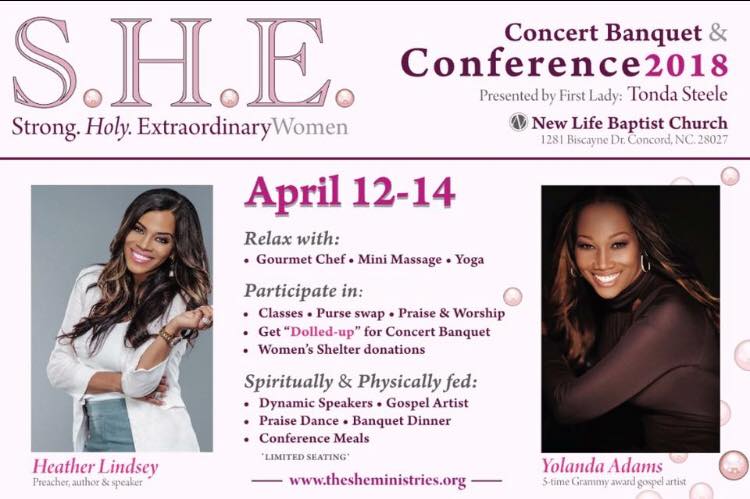 S.H.E.
Strong. Holy. ExtraordinaryWomen
Concert Banquet &
Conference2018
Presented by First Lady: Tonda Steele
New Life Baptist Church
1281 Biscayne Dr. Concord, NC. 28027
April 12-14
Relax with:
• Gourmet Chef • Mini Massage • Yoga
Participate in:
• Classes • Purse swap • Praise & Worship
• Get “Dolled-up” for Concert Banquet
• Women's Shelter donations
Spiritually & Physically fed:
• Dynamic Speakers • Gospel Artist
• Praise Dance • Banquet Dinner
• Conference Meals
*LIMITED SEATING*
www.thesheministries.org
Heather Lindsey
Preacher, author & speaker
Yolanda Adams
5-time Grammy award gospel artist